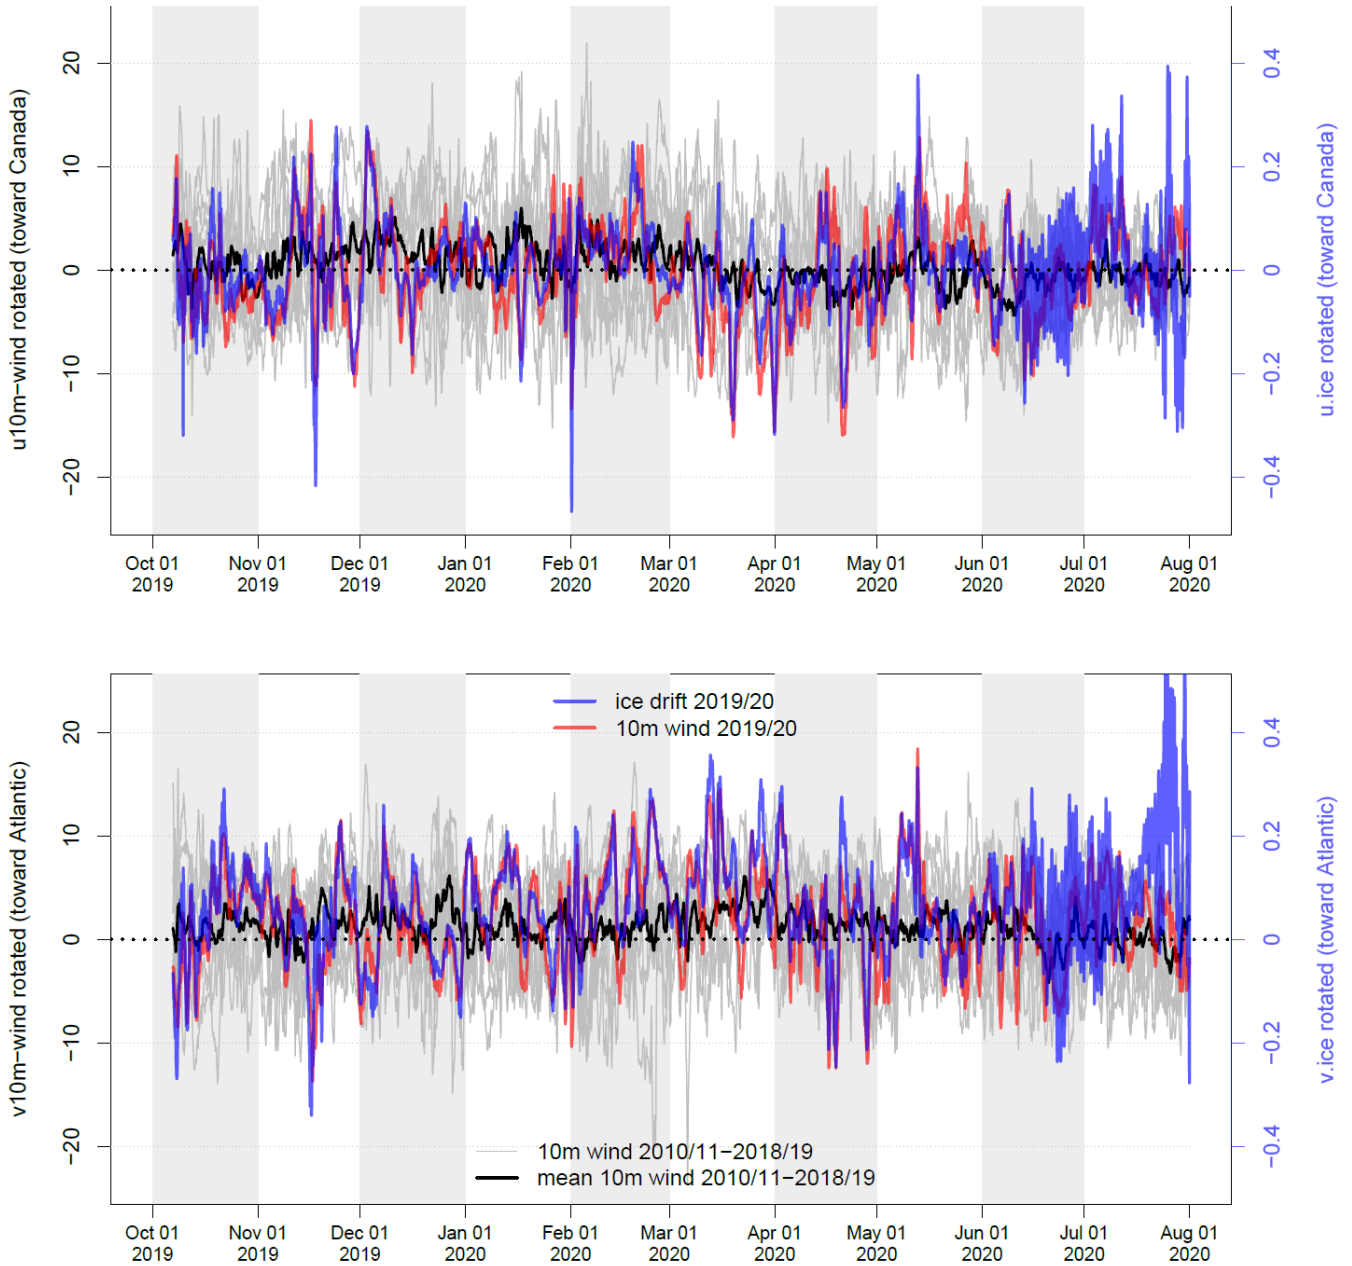 u10m−wind rotated (toward Canada)
20
10
0
−10
−20
0.4
0.2
0
−0.2
−0.4
u.ice rotated (toward Canada)
Oct 01 Nov 01 Dec 01 Jan 01 Feb 01 Mar 01 Apr 01 May 01 Jun 01 Jul 01 Aug 01
2019 2019 2019 2020 2020 2020 2020 2020 2020 2020 2020
v10m−wind rotated (toward Atlantic)
20
10
0
−10
−20
ice drift 2019/20
10m wind 2019/20
10m wind 2010/11−2018/19
mean 10m wind 2010/11−2018/19
0.4
0.2
0
−0.2
−0.4
v.ice rotated (toward Atlantic)
Oct 01 Nov 01 Dec 01 Jan 01 Feb 01 Mar 01 Apr 01 May 01 Jun 01 Jul 01 Aug 01
2019 2019 2019 2020 2020 2020 2020 2020 2020 2020 2020